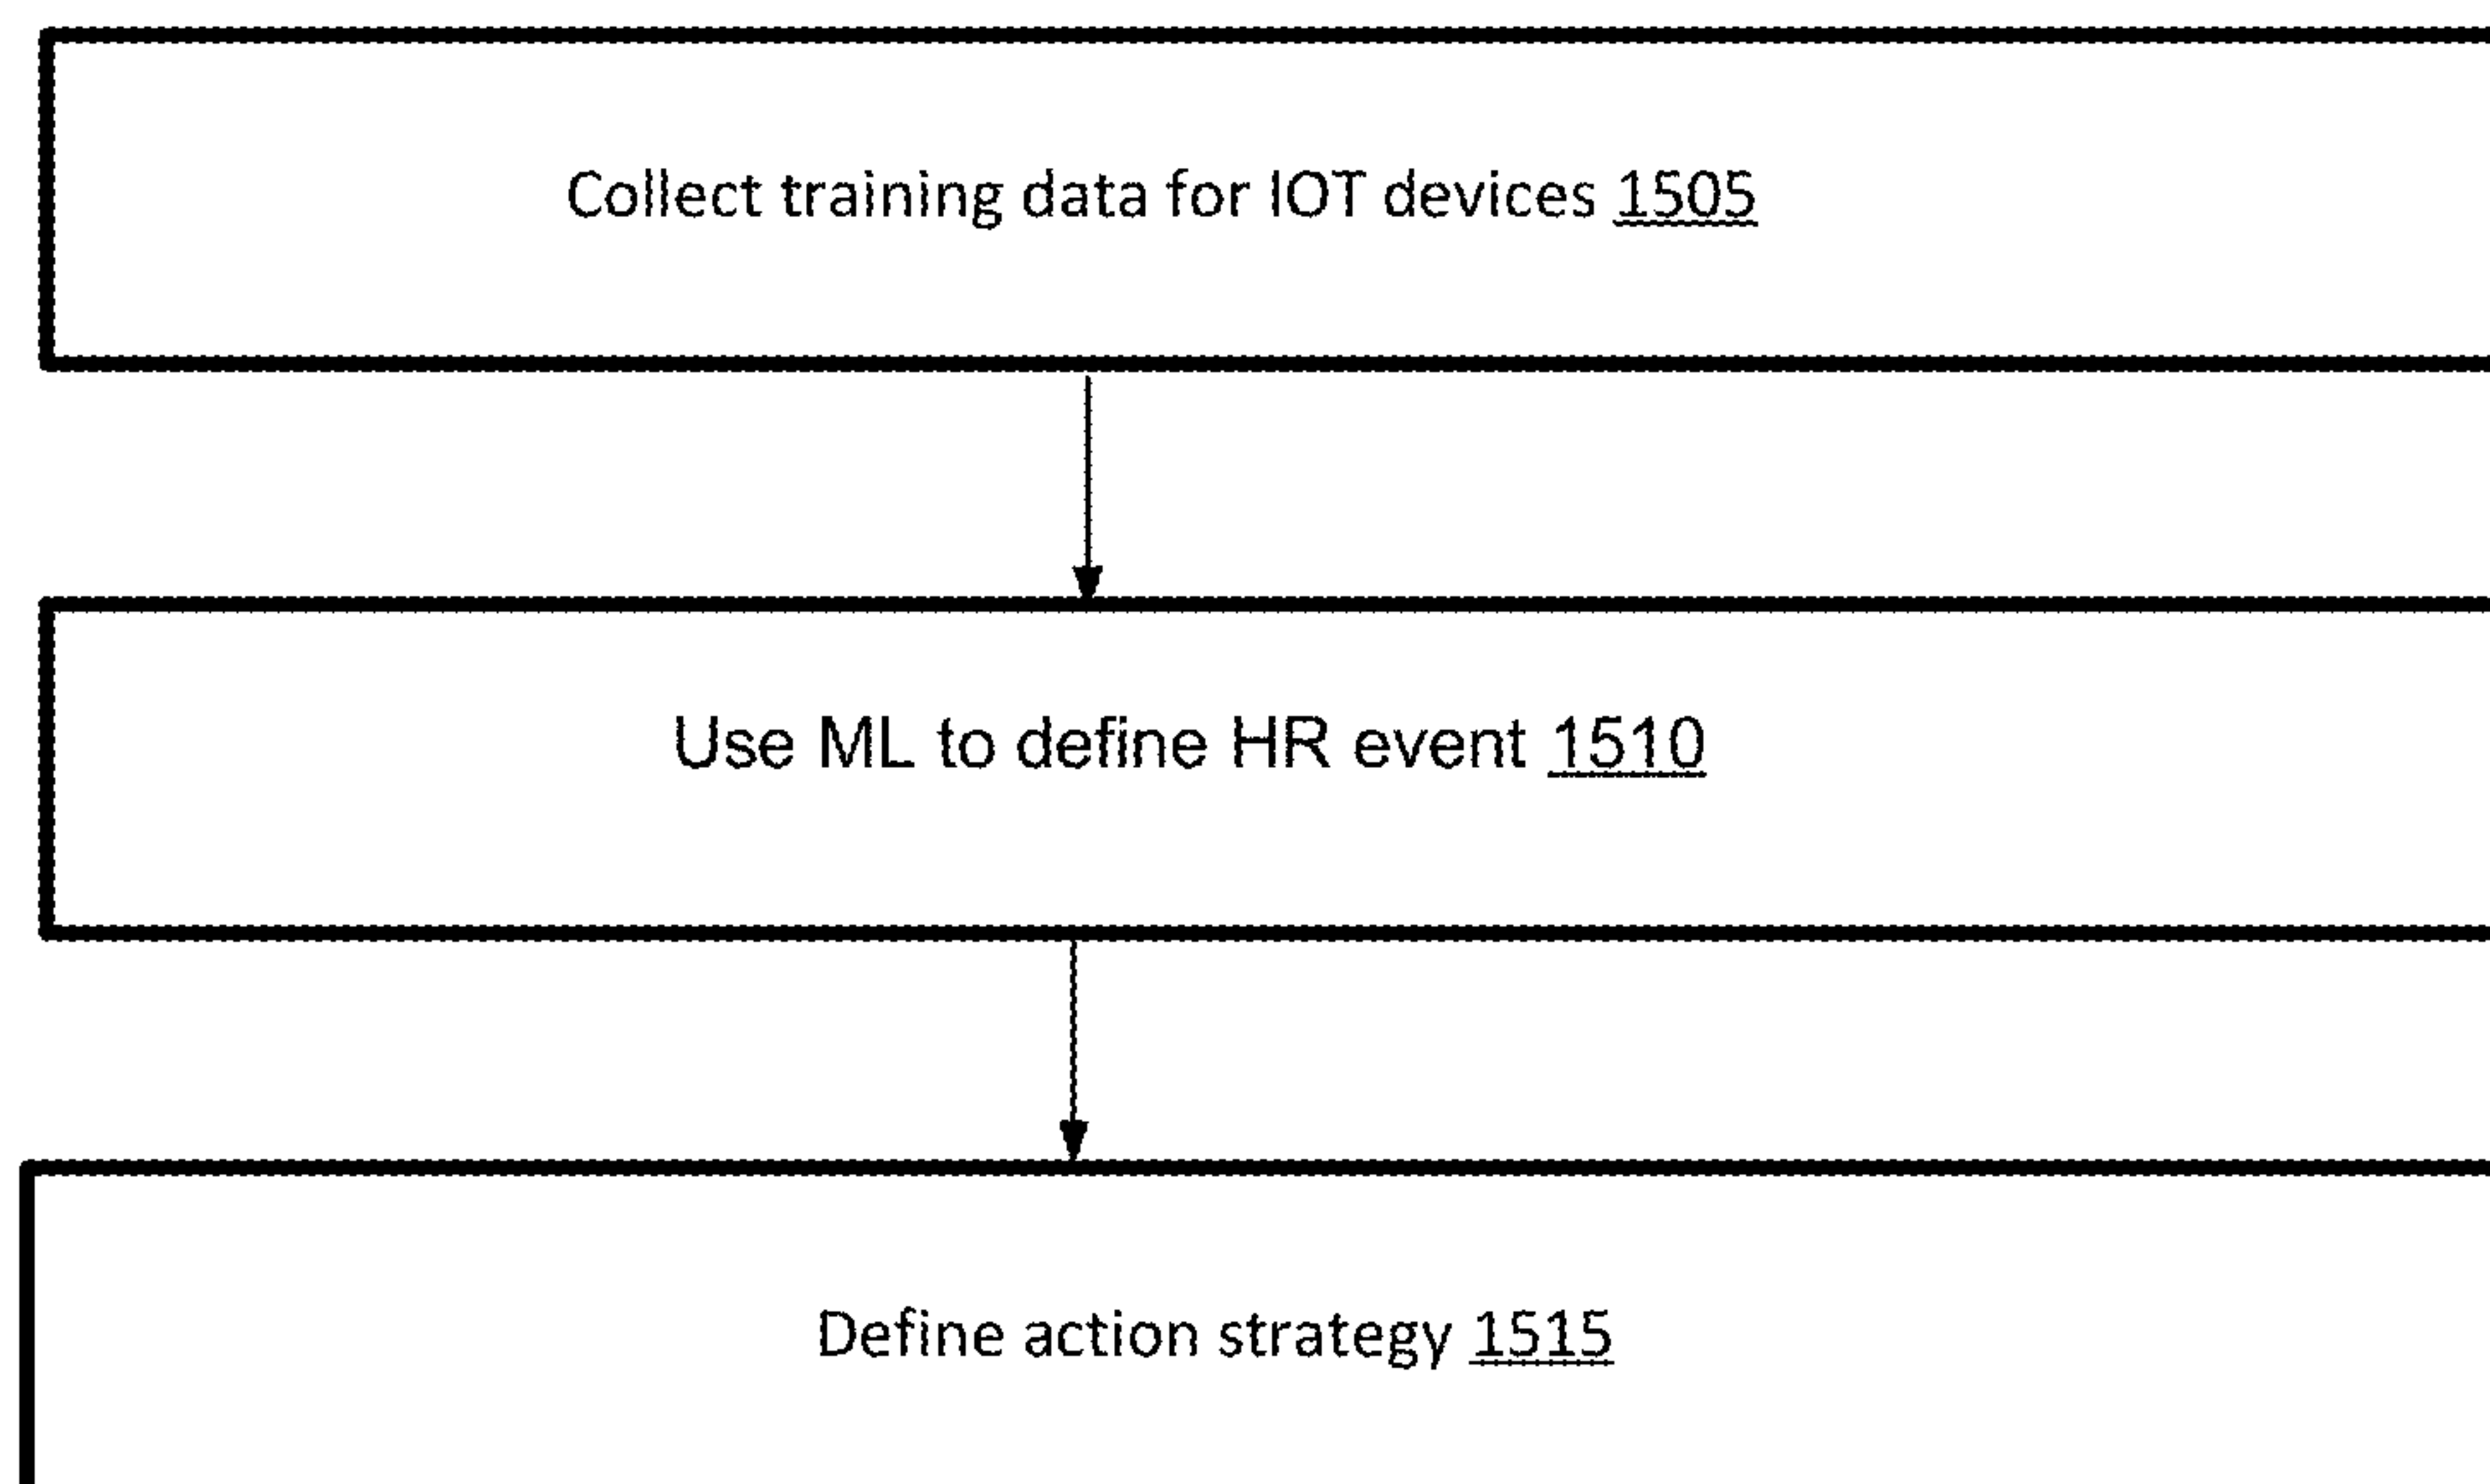 Collect training data for IOT devices 1505
Use ML to define HR event 1510
Define action strategy 1515